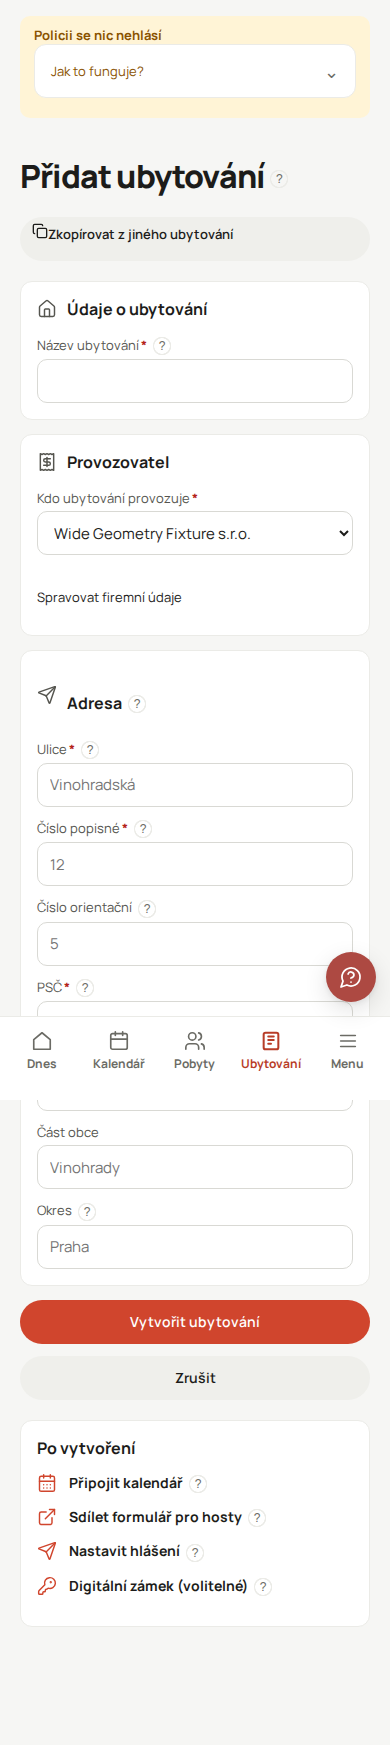 Policii se nic nehlásí
Jak to funguje?
Přidat ubytování ?
Zkopírovat z jiného ubytování
Údaje o ubytování
Název ubytování * ?
Provozovatel
Kdo ubytování provozuje *
Wide Geometry Fixture s.r.o.
Spravovat firemní údaje
Adresa ?
Ulice * ?
Vinohradská
Číslo popisné * ?
12
Číslo orientační ?
5
PSČ * ?
Dnes Kalendář Pobyty Ubytování Menu
Část obce
Vinohrady
Okres ?
Praha
Vytvořit ubytování
Zrušit
Po vytvoření
Připojit kalendář ?
Sdílet formulář pro hosty ?
Nastavit hlášení ?
Digitální zámek (volitelné) ?